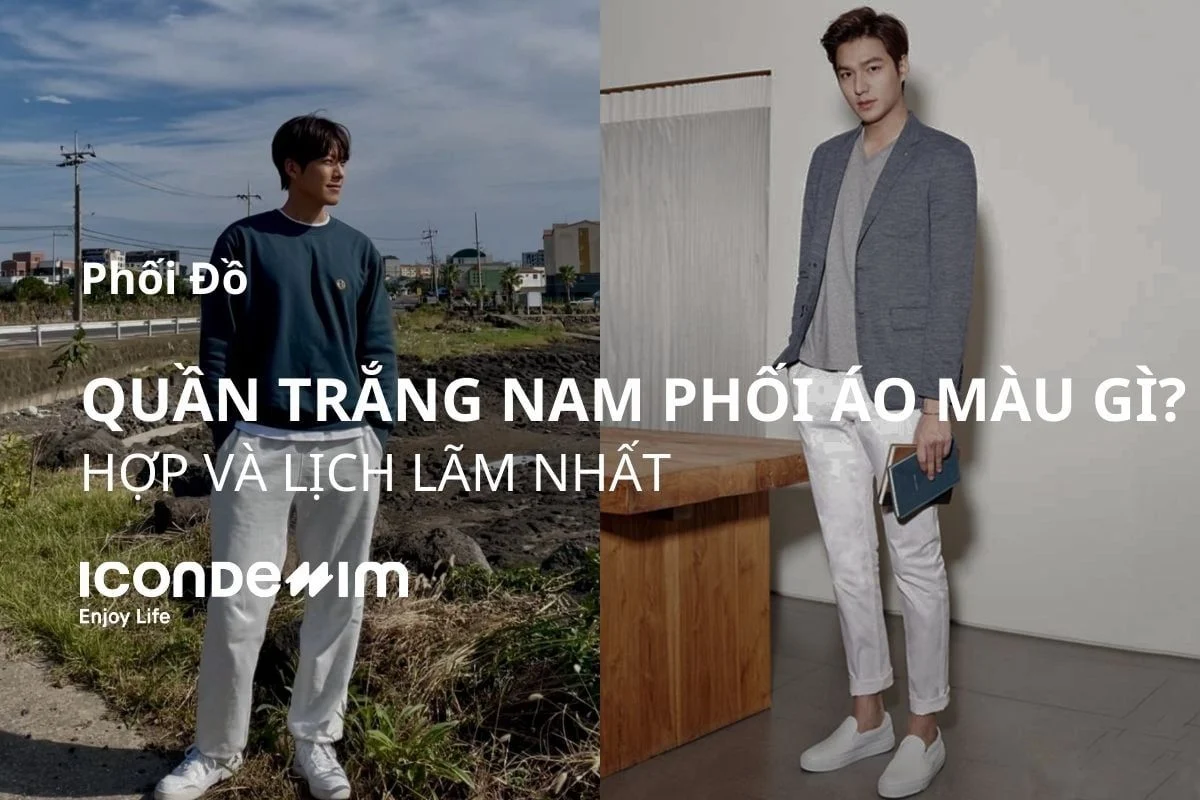 Phối Đồ
QUẦN TRẮNG NAM PHỐI ÁO MÀU GÌ?
HỢP VÀ LỊCH LÃM NHẤT
ICONDENIM
Enjoy Life